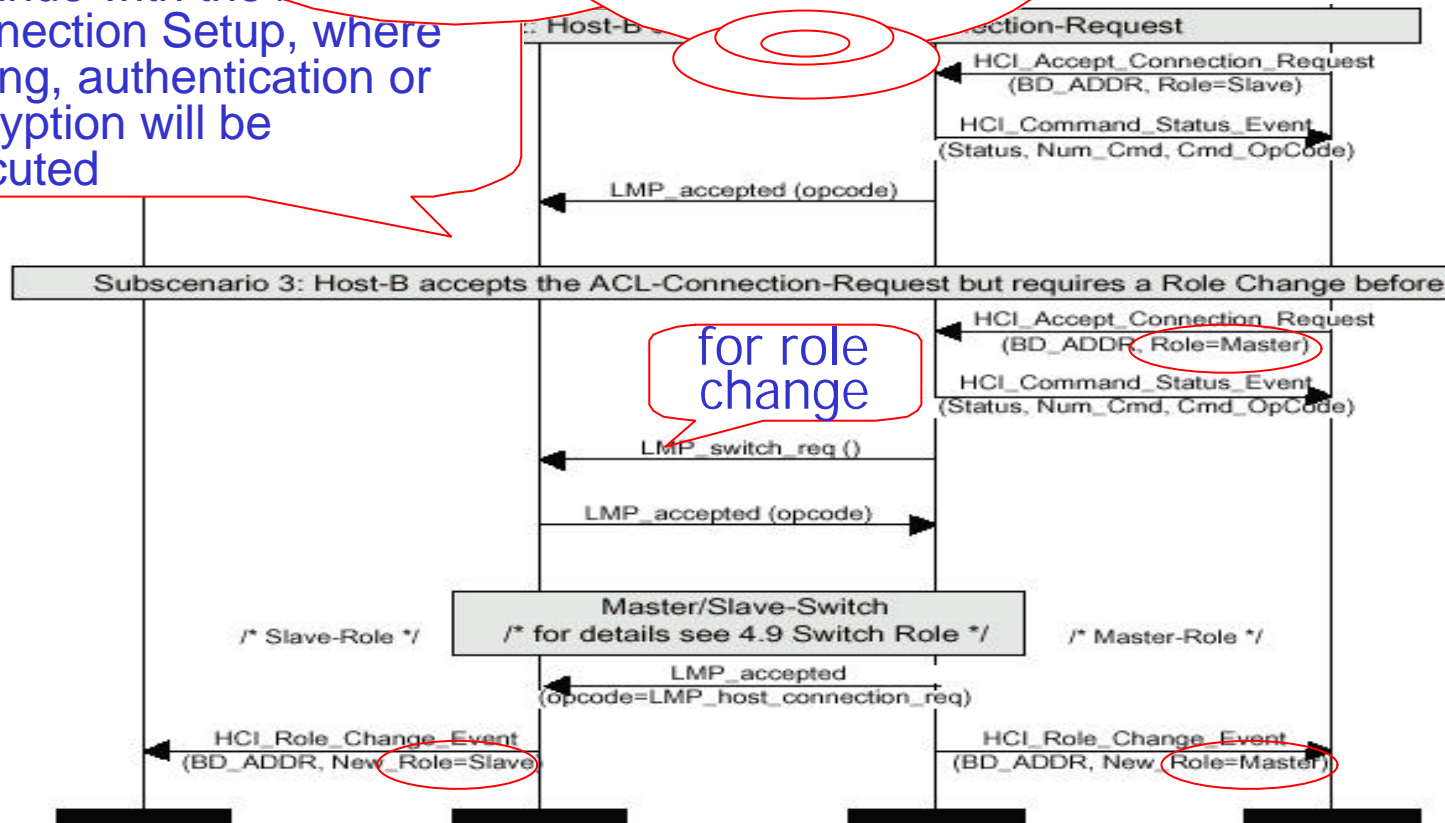 with the
nection Setup, where
ng, authentication or
yption will be
cuted
: Host-B
ction-Request
HCI_Accept_Connection_Request
(BD_ADDR, Role=Slave)
HCI_Command_Status_Event
(Status, Num_Cmd, Cmd_OpCode)
LMP_accepted (opcode)
Subscenario 3: Host-B accepts the ACL-Connection-Request but requires a Role Change before
HCI_Accept_Connection_Request
(BD_ADDR, Role=Master)
for role
change
HCI_Command_Status_Event
(Status, Num_Cmd, Cmd_OpCode)
LMP_switch_req ()
LMP_accepted (opcode)
Master/Slave-Switch
/* Slave-Role */
/* for details see 4.9 Switch Role */
/* Master-Role */
LMP_accepted
(opcode=LMP_host_connection_req)
HCI_Role_Change_Event
(BD_ADDR, New_Role=Slave)
HCI_Role_Change_Event
(BD_ADDR, New_Role=Master)